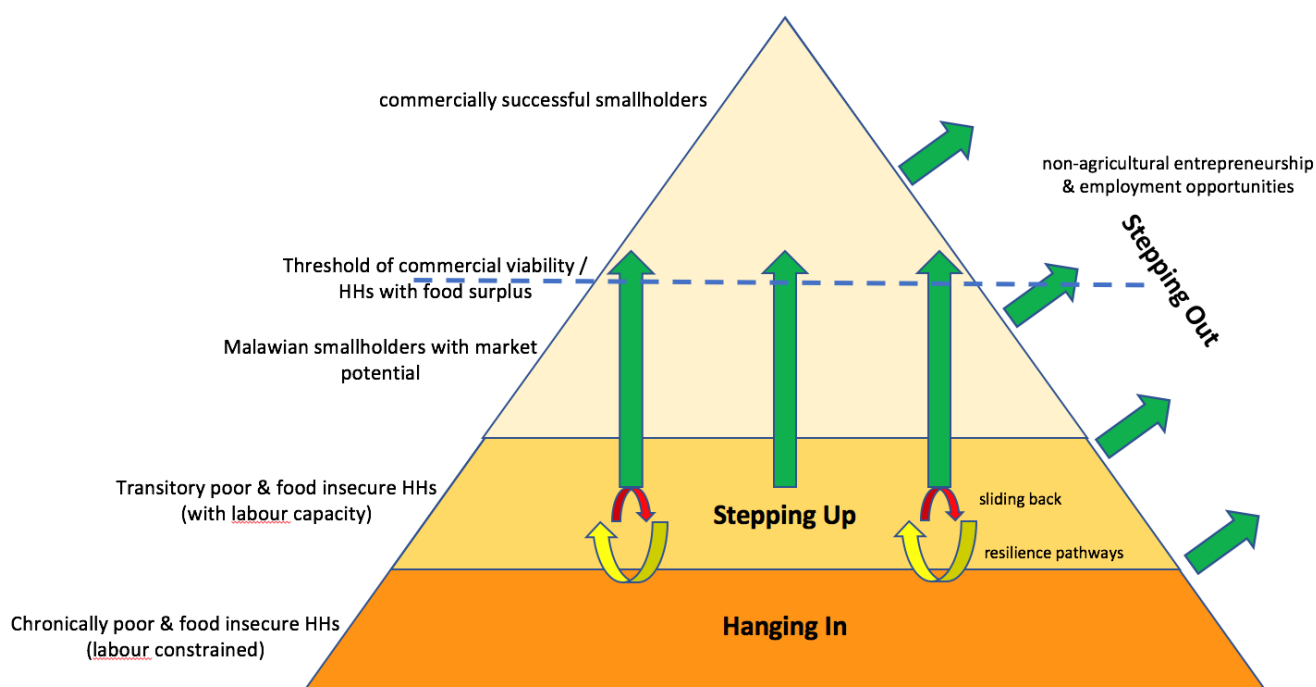 commercially successful smallholders
non-agricultural entrepreneurship
& employment opportunities
Stepping Out
Threshold of commercial viability /
HHs with food surplus
Malawian smallholders with market
potential
Transitory poor & food insecure HHs
(with labour capacity)
Stepping Up
sliding back
resilience pathways
Chronically poor & food insecure HHs
(labour constrained)
Hanging In